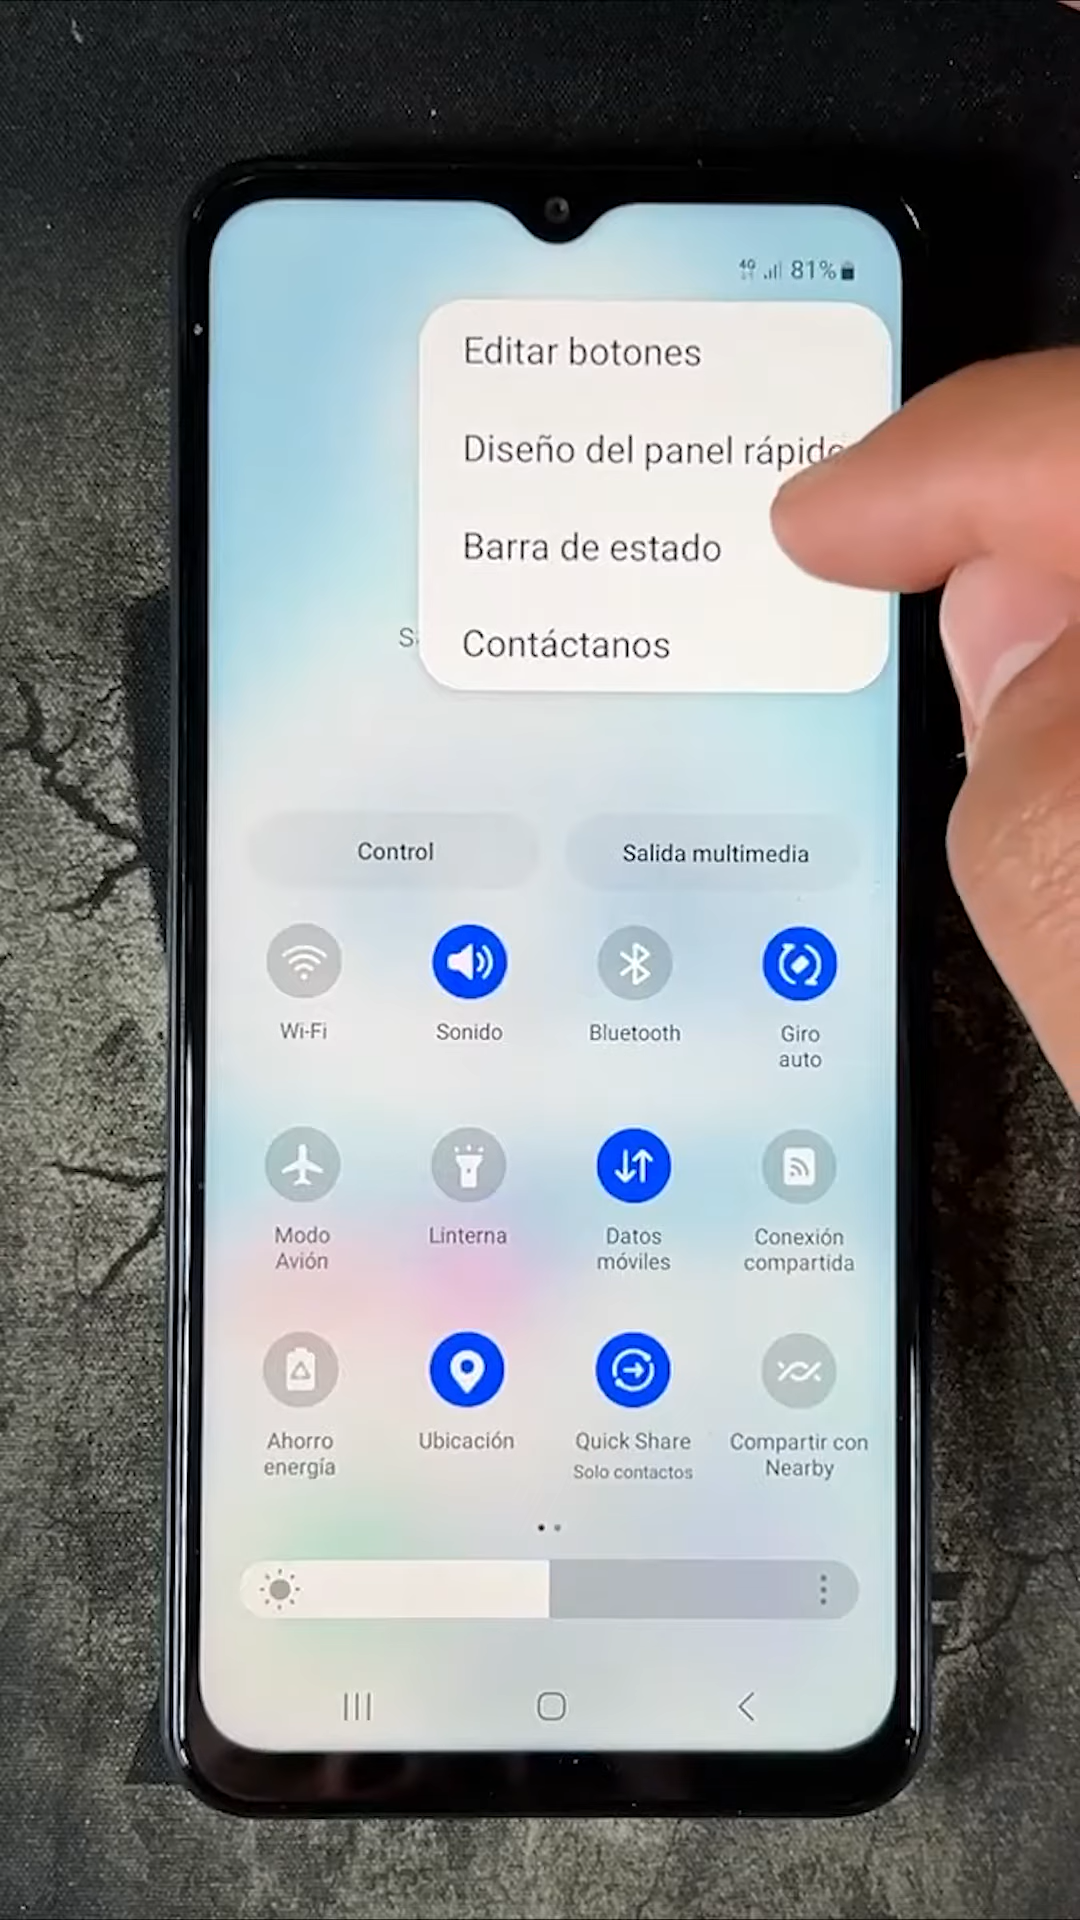 4G 81%
Editar botones
Diseño del panel rápido
Barra de estado
Contáctanos
Control
Salida multimedia
Wi-Fi
Sonido
Bluetooth
Giro
auto
Modo
Avión
Linterna
Datos
móviles
Conexión
compartida
Ahorro
energía
Ubicación
Quick Share
Solo contactos
Compartir con
Nearby